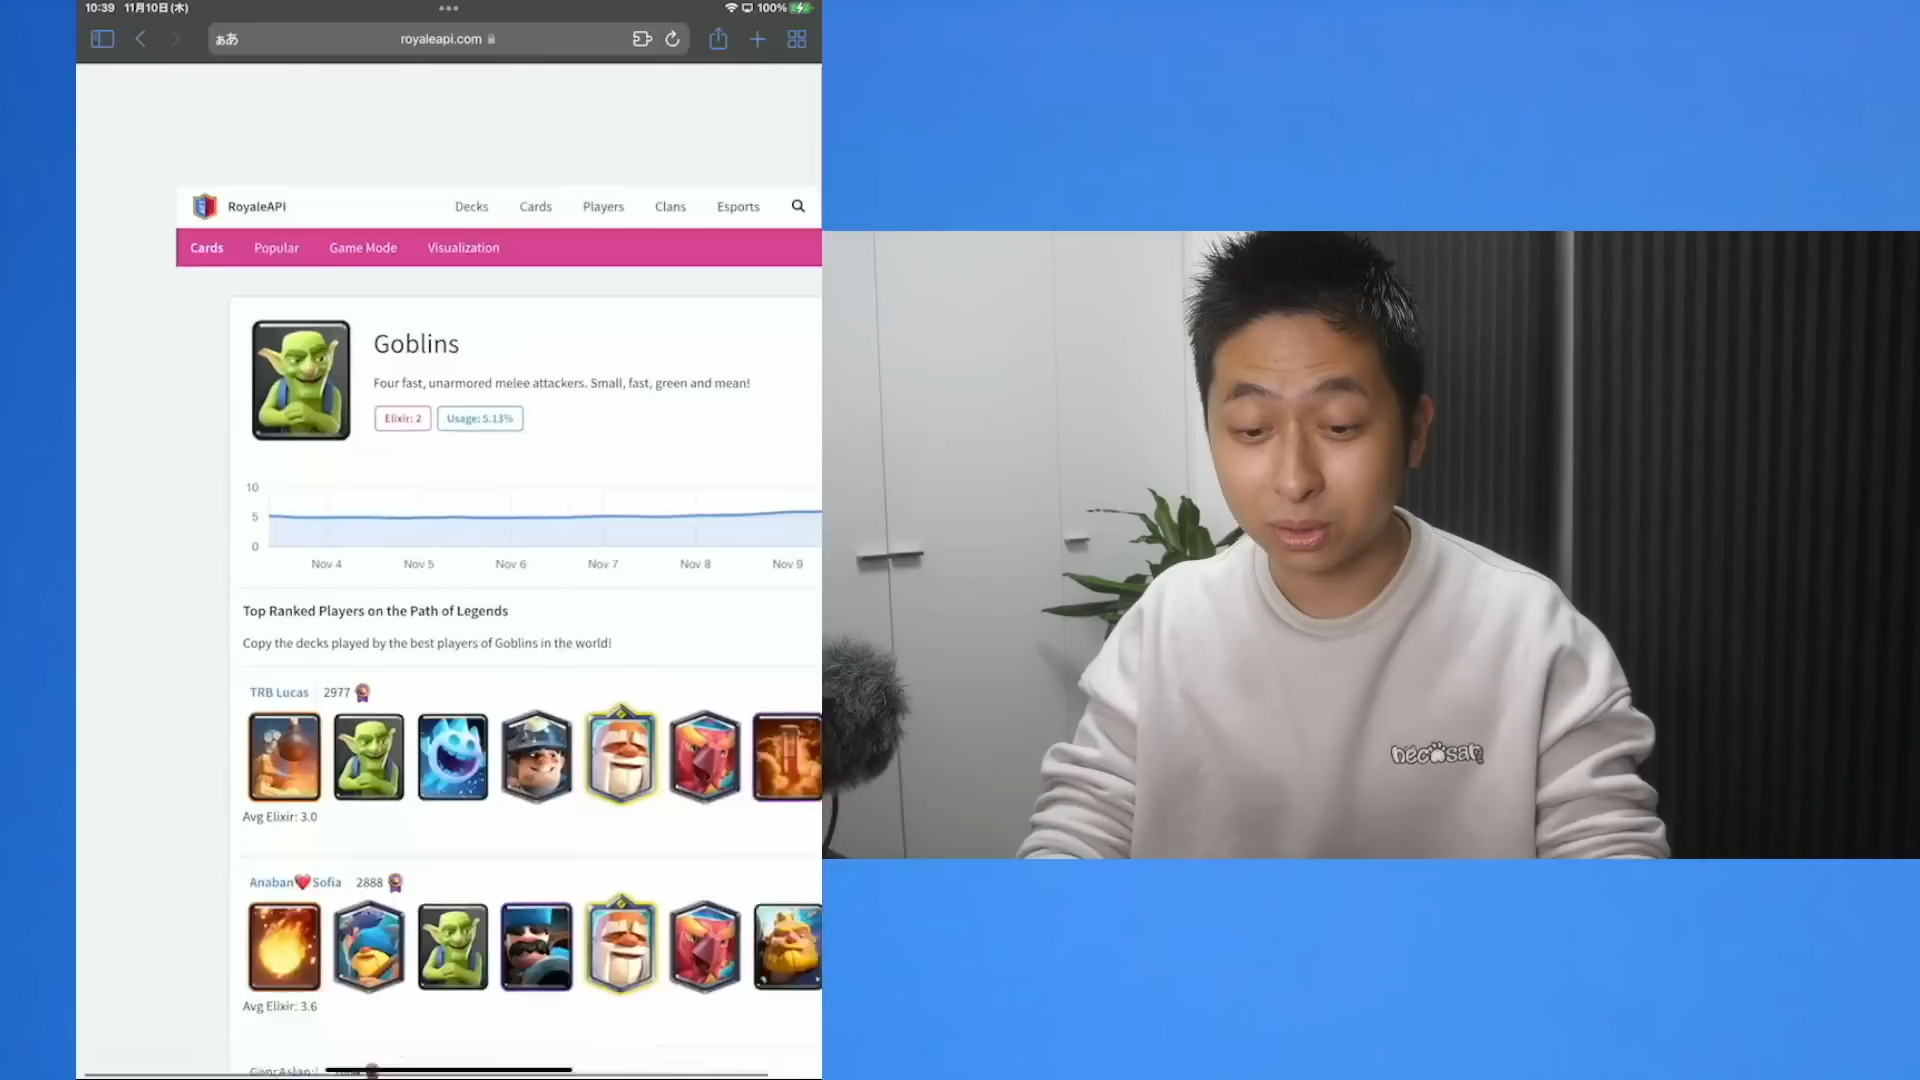 10:39 11月10日(木)
100%
ぁあ royaleapi.com
RoyaleAPI Decks Cards Players Clans Esports
Cards Popular Game Mode Visualization
Goblins
Four fast, unarmored melee attackers. Small, fast, green and mean!
Elixir: 2 Usage: 5.13%
10
5
0
Nov 4 Nov 5 Nov 6 Nov 7 Nov 8 Nov 9
Top Ranked Players on the Path of Legends
Copy the decks played by the best players of Goblins in the world!
TRB Lucas 2977
Avg Elixir: 3.0
Anaban❤Sofia 2888
Avg Elixir: 3.6
necosan